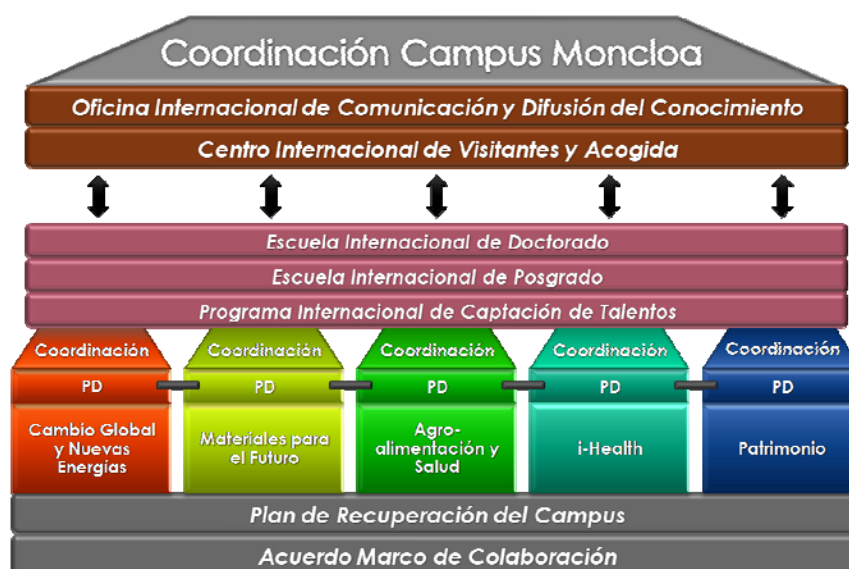 Coordinación Campus Moncloa
Oficina Internacional de Comunicación y Difusión del Conocimiento
Centro Internacional de Visitantes y Acogida
Escuela Internacional de Doctorado
Escuela Internacional de Posgrado
Programa Internacional de Captación de Talentos
Coordinación Coordinación Coordinación Coordinación Coordinación
PD PD PD PD PD
Cambio Global
y Nuevas
Energías
Materiales para
el Futuro
Agro-
alimentación y
Salud
i-Health
Patrimonio
Plan de Recuperación del Campus
Acuerdo Marco de Colaboración